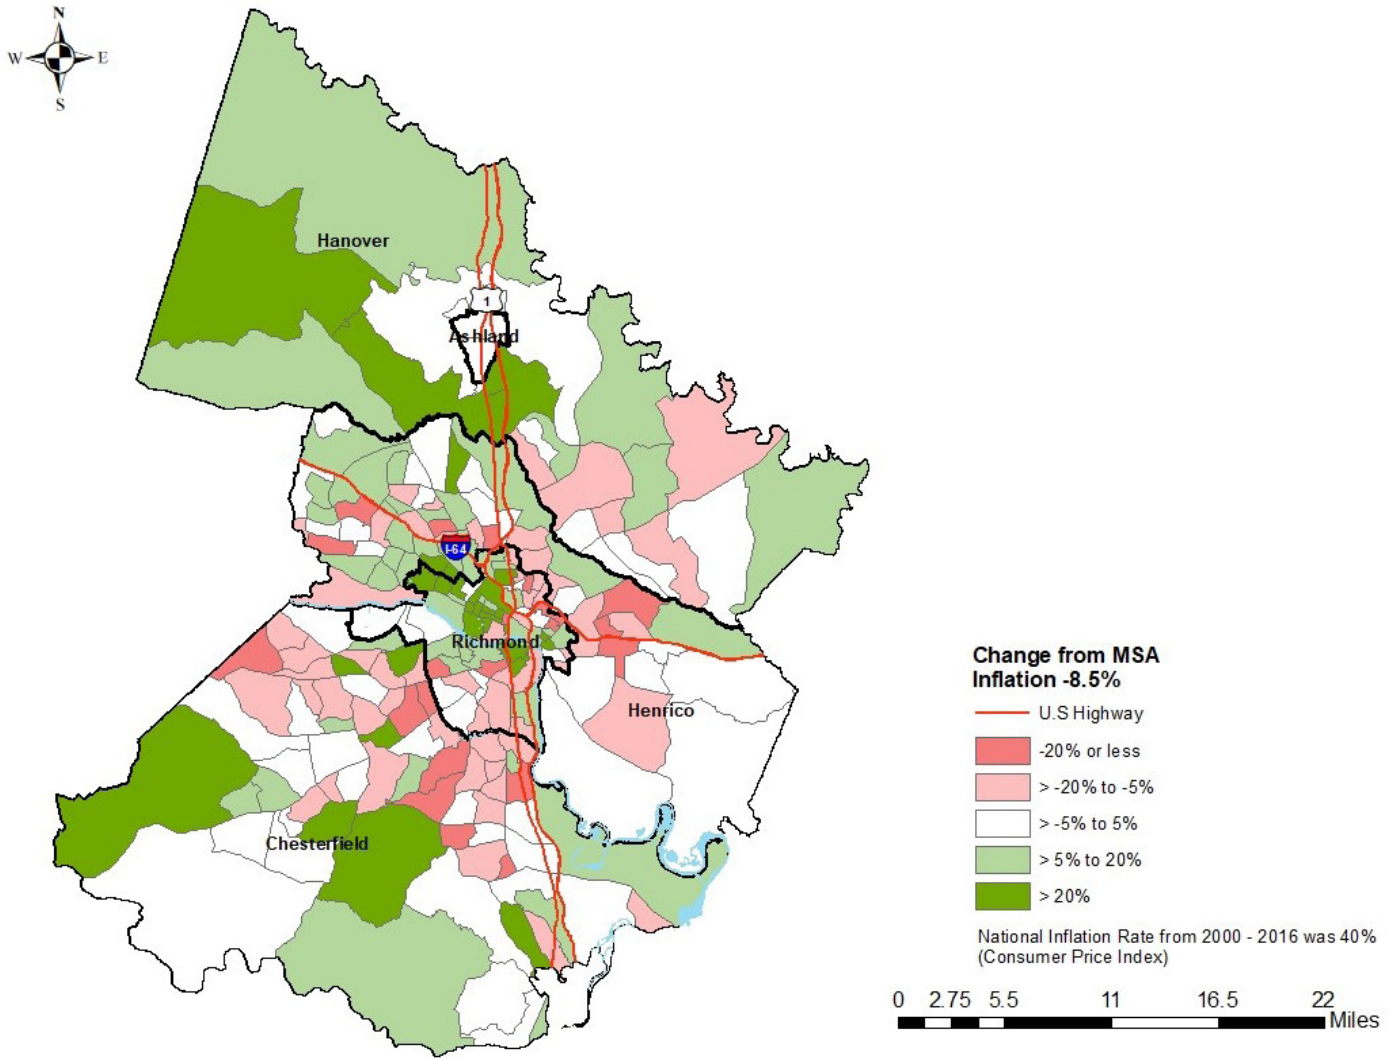 N
W E
S
Hanover
1
Ashland
I-64
Richmond
Henrico
Chesterfield
Change from MSA
Inflation -8.5%
U.S Highway
-20% or less
> -20% to -5%
> -5% to 5%
> 5% to 20%
> 20%
National Inflation Rate from 2000 - 2016 was 40%
(Consumer Price Index)
0 2.75 5.5 11 16.5 22
Miles